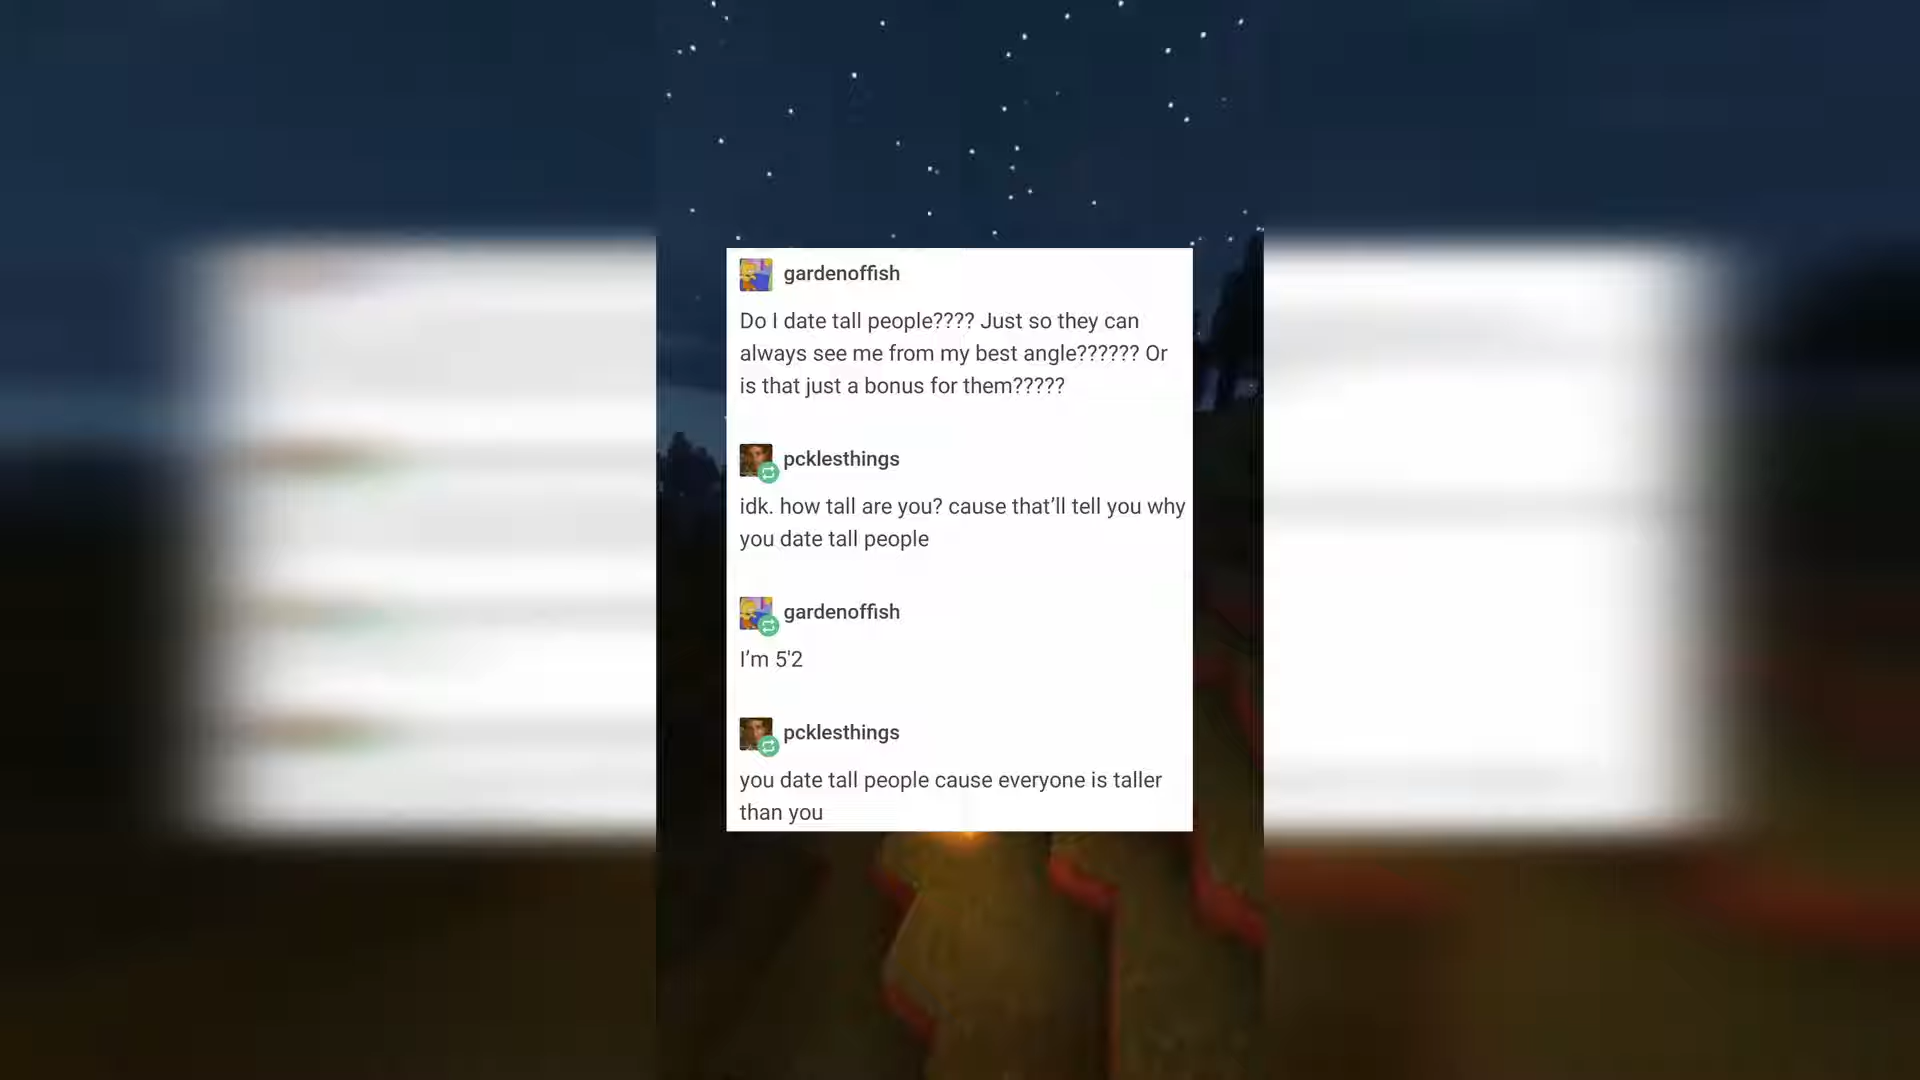 gardenoffish
Do I date tall people???? Just so they can
always see me from my best angle?????? Or
is that just a bonus for them?????
pcklesthings
idk. how tall are you? cause that’ll tell you why
you date tall people
gardenoffish
I’m 5'2
pcklesthings
you date tall people cause everyone is taller
than you